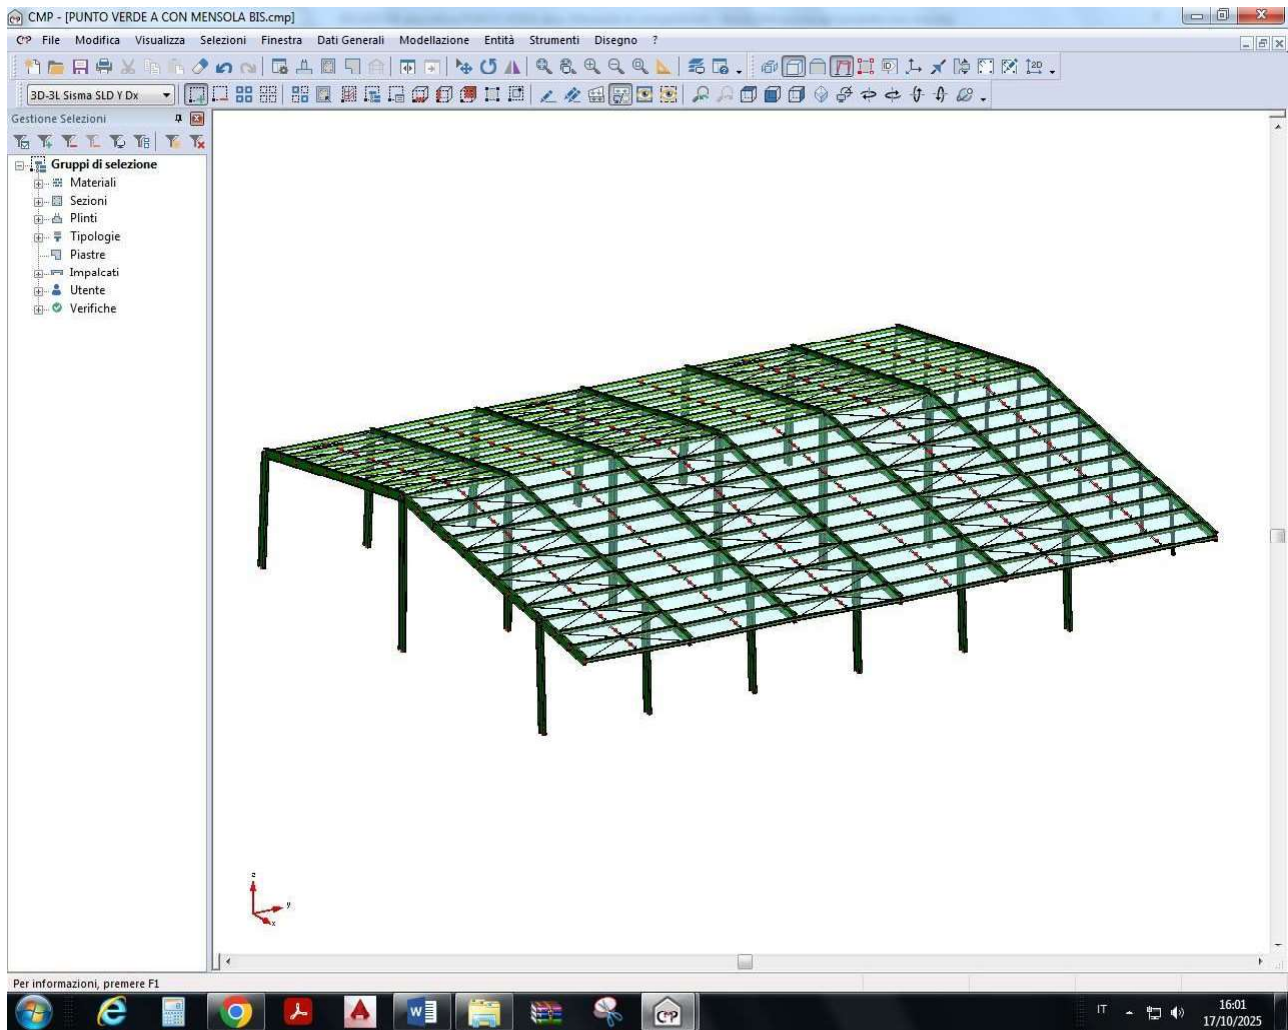 CMP - [PUNTO VERDE A CON MENSOLA BIS.cmp]
File Modifica Visualizza Selezioni Finestra Dati Generali Modellazione Entità Strumenti Disegno ?
3D-3L Sisma SLD Y Dx
Gestione Selezioni
Gruppi di selezione
Materiali
Sezioni
Plinti
Tipologie
Piastre
Impalcati
Utente
Verifiche
z
y
x
Per informazioni, premere F1
IT
16:01
17/10/2025